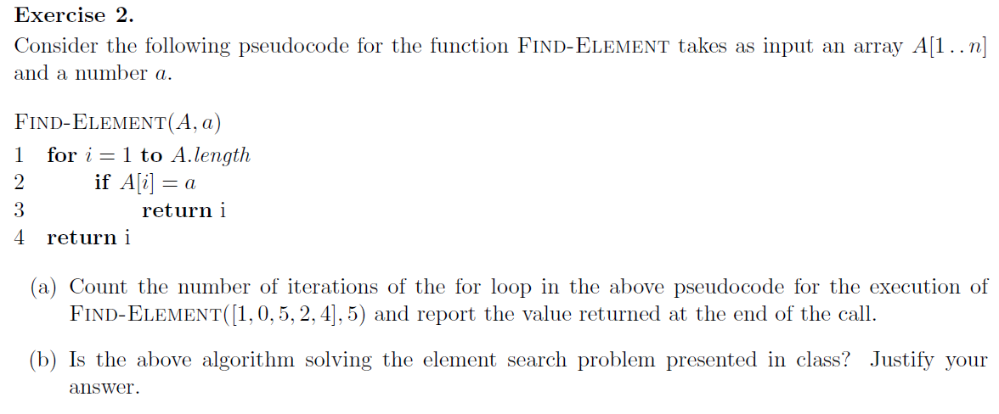 Exercise 2.
Consider the following pseudocode for the function FIND-ELEMENT takes as input an array A[1 . . n]
and a number a.
FIND-ELEMENT(A, a)
1 for i = 1 to A.length
2 if A[i] = a
3 return i
4 return i
(a) Count the number of iterations of the for loop in the above pseudocode for the execution of
FIND-ELEMENT([1, 0, 5, 2, 4], 5) and report the value returned at the end of the call.
(b) Is the above algorithm solving the element search problem presented in class? Justify your
answer.